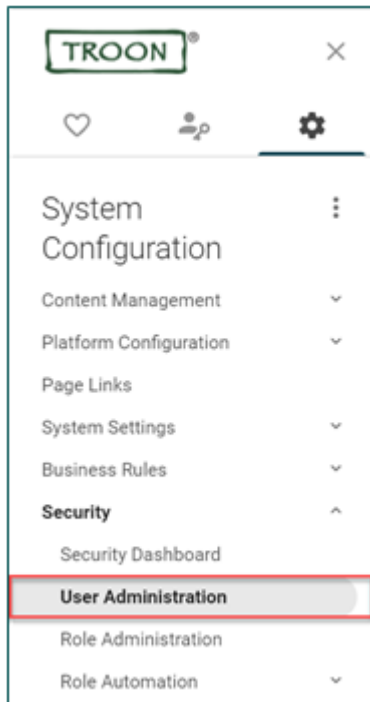 TROON®
System
Configuration
Content Management
Platform Configuration
Page Links
System Settings
Business Rules
Security
Security Dashboard
User Administration
Role Administration
Role Automation